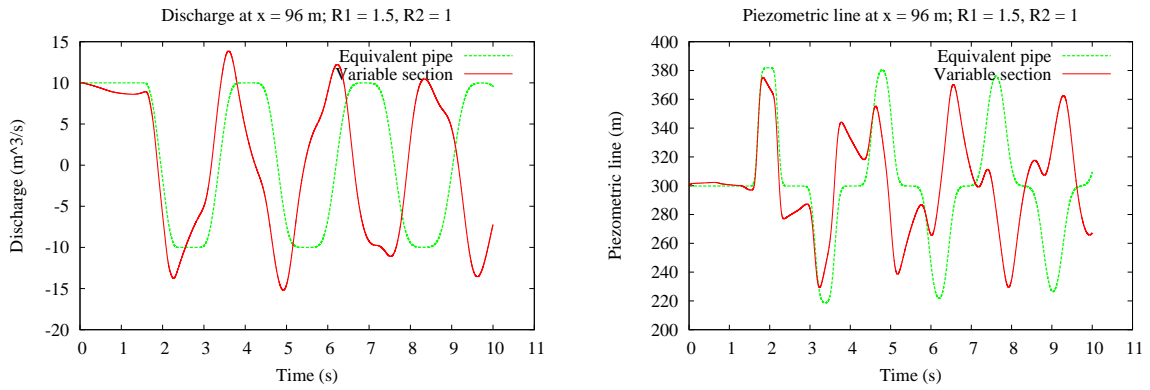 Discharge at x = 96 m; R1 = 1.5, R2 = 1
15
10
5
0
-5
-10
-15
-20
0 1 2 3 4 5 6 7 8 9 10 11
Discharge (m^3/s)
Time (s)
Equivalent pipe
Variable section
Piezometric line at x = 96 m; R1 = 1.5, R2 = 1
400
380
360
340
320
300
280
260
240
220
200
0 1 2 3 4 5 6 7 8 9 10 11
Piezometric line (m)
Time (s)
Equivalent pipe
Variable section